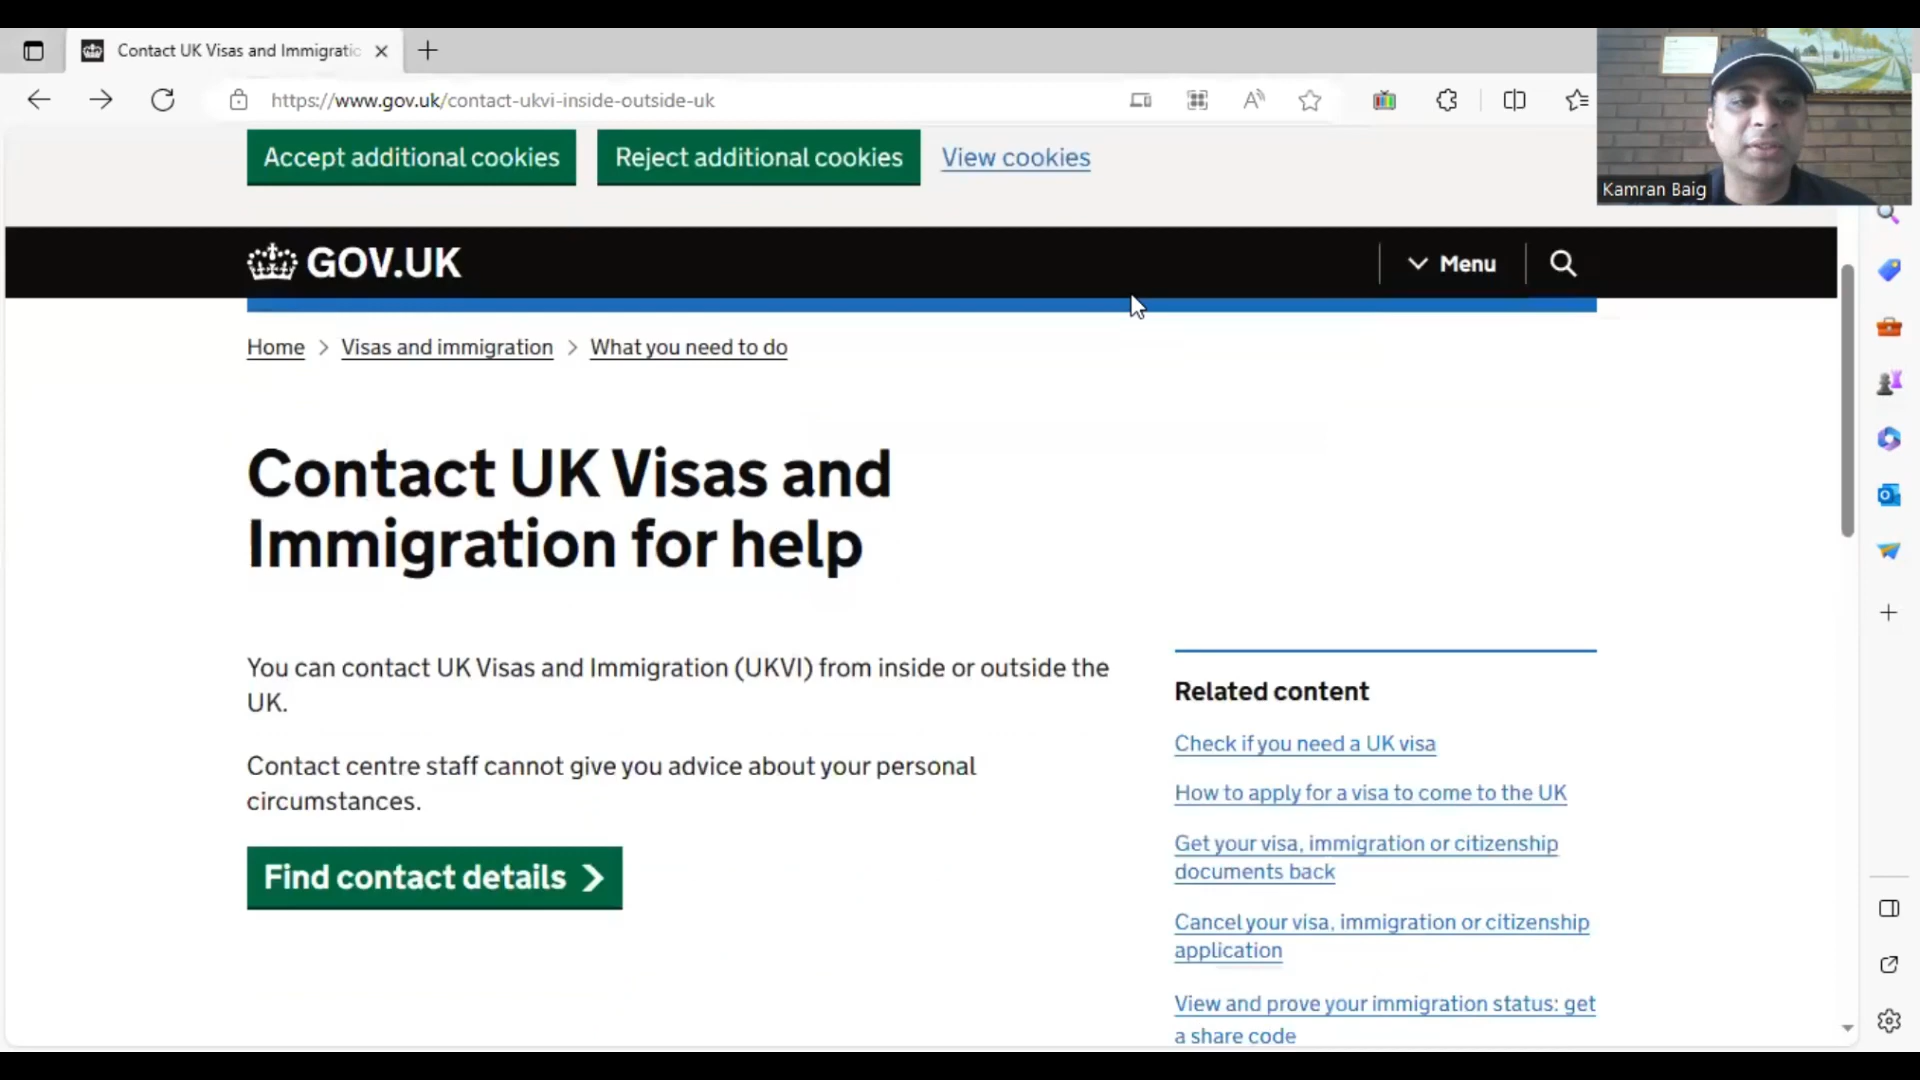 Contact UK Visas and Immigratio
https://www.gov.uk/contact-ukvi-inside-outside-uk
Kamran Baig
Accept additional cookies
Reject additional cookies
View cookies
GOV.UK
Menu
Home > Visas and immigration > What you need to do
Contact UK Visas and
Immigration for help
You can contact UK Visas and Immigration (UKVI) from inside or outside the
UK.
Contact centre staff cannot give you advice about your personal
circumstances.
Find contact details
Related content
Check if you need a UK visa
How to apply for a visa to come to the UK
Get your visa, immigration or citizenship
documents back
Cancel your visa, immigration or citizenship
application
View and prove your immigration status: get
a share code